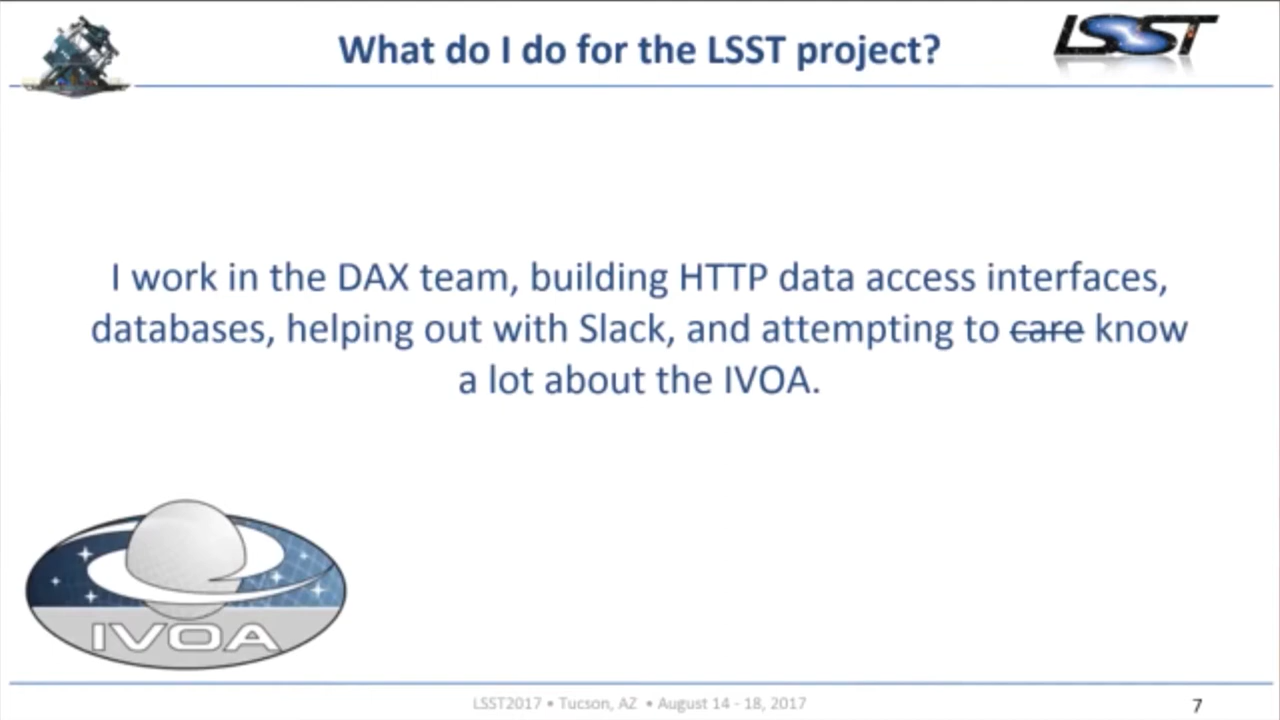 What do I do for the LSST project?
LSST
I work in the DAX team, building HTTP data access interfaces,
databases, helping out with Slack, and attempting to care know
a lot about the IVOA.
IVOA
LSST2017 • Tucson, AZ • August 14 - 18, 2017
7